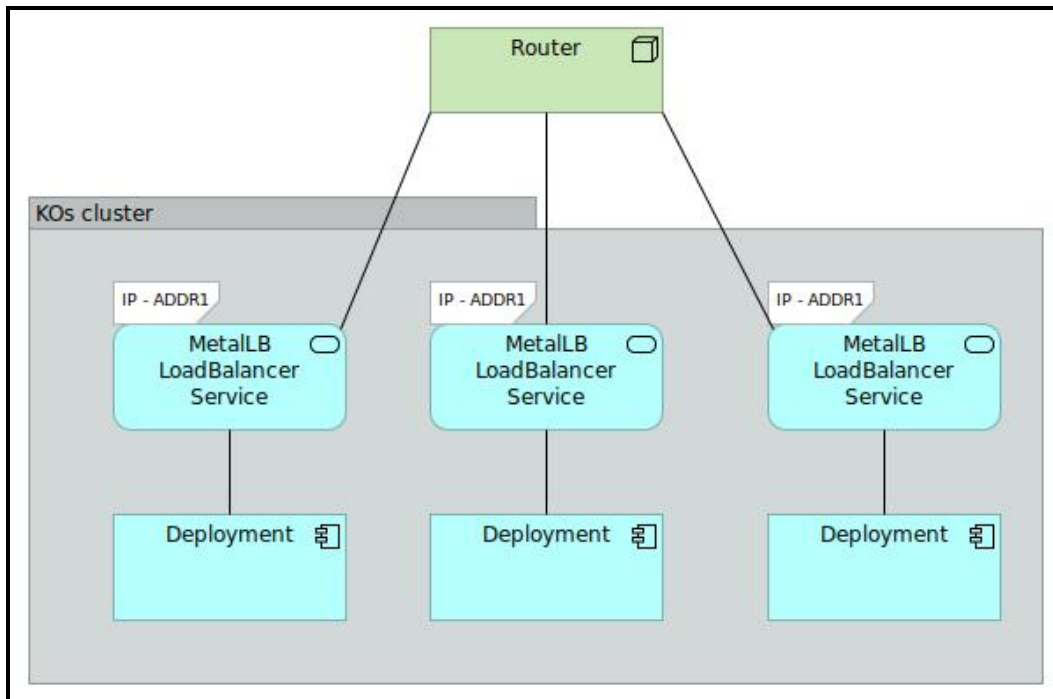 Router
KOs cluster
IP - ADDR1
IP - ADDR1
IP - ADDR1
MetalLB
LoadBalancer
Service
MetalLB
LoadBalancer
Service
MetalLB
LoadBalancer
Service
Deployment
Deployment
Deployment